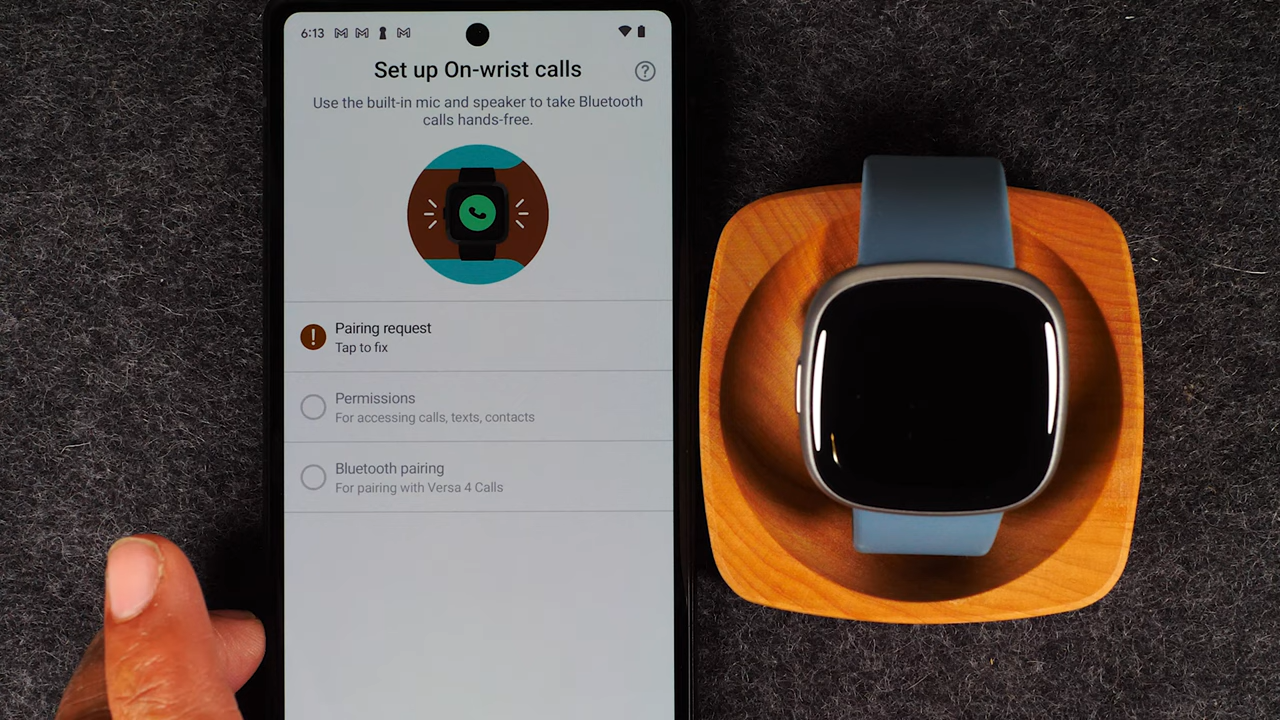 6:13
Set up On-wrist calls
Use the built-in mic and speaker to take Bluetooth
calls hands-free.
Pairing request
Tap to fix
Permissions
For accessing calls, texts, contacts
Bluetooth pairing
For pairing with Versa 4 Calls